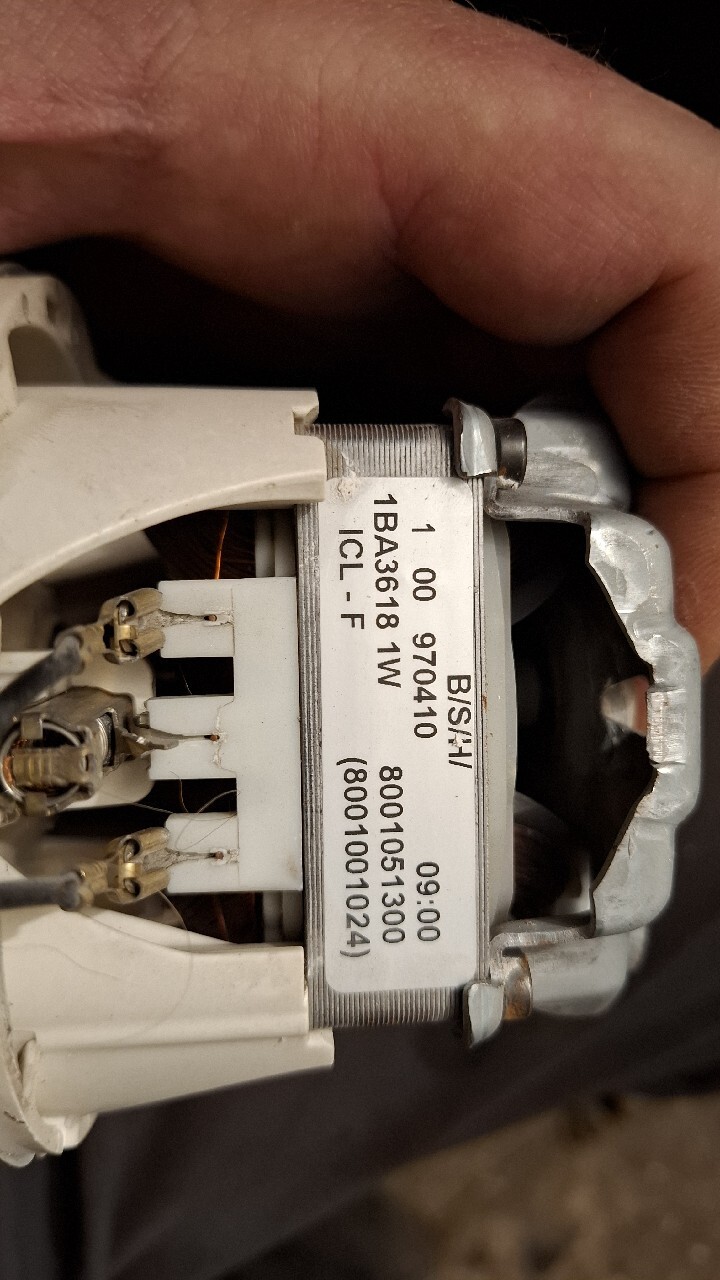 B/S/H/
1 00 970410 09:00
1BA3618 1W 8001051300
ICL - F (8001001024)